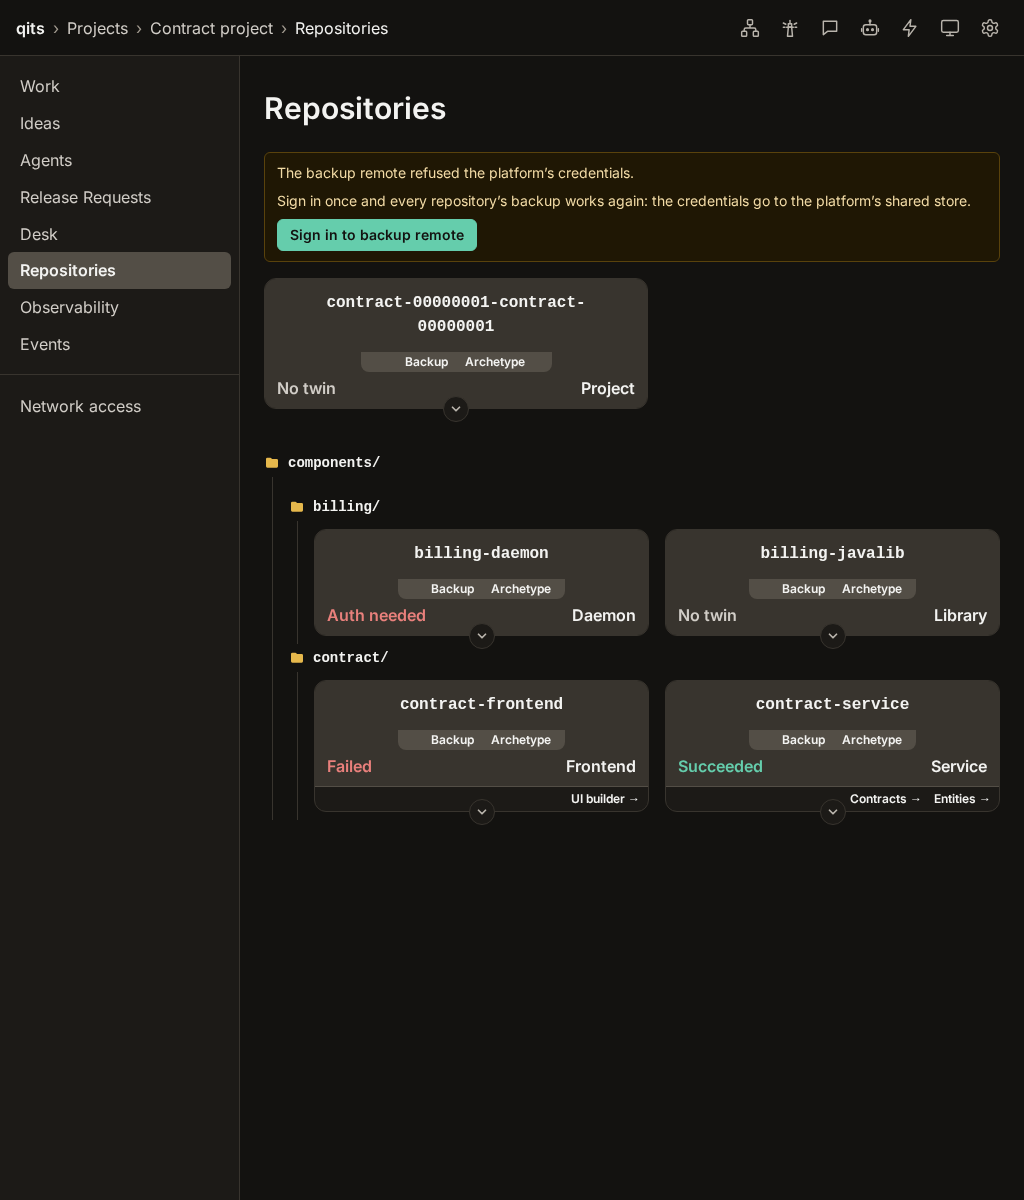 qits › Projects › Contract project › Repositories
Work
Ideas
Agents
Release Requests
Desk
Repositories
Observability
Events
Network access
Repositories
The backup remote refused the platform’s credentials.
Sign in once and every repository’s backup works again: the credentials go to the platform’s shared store.
Sign in to backup remote
contract-00000001-contract-
00000001
Backup Archetype
No twin Project
components/
billing/
billing-daemon
Backup Archetype
Auth needed Daemon
billing-javalib
Backup Archetype
No twin Library
contract/
contract-frontend
Backup Archetype
Failed Frontend
UI builder →
contract-service
Backup Archetype
Succeeded Service
Contracts → Entities →